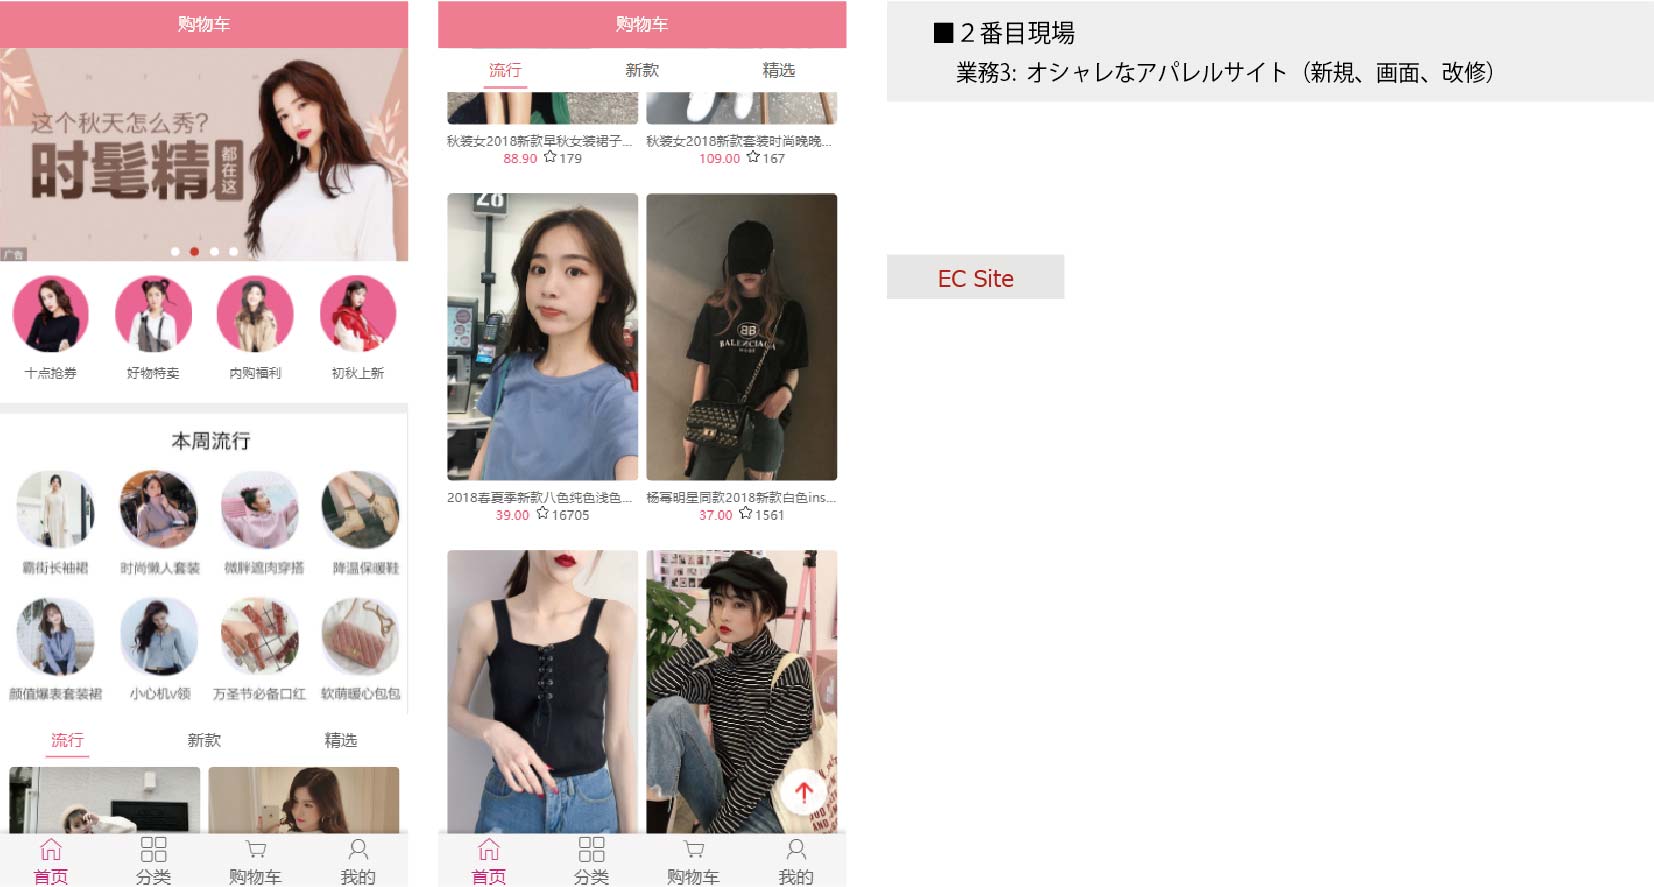 购物车
这个秋天怎么秀?
时髦精
都在这
广告
十点抢券
好物特卖
内购福利
初秋上新
本周流行
霸街长袖裙
时尚懒人套装
微胖遮肉穿搭
降温保暖鞋
颜值爆表套装裙
小心机v领
万圣节必备口红
软萌暖心包包
流行
新款
精选
首页
分类
购物车
我的
购物车
流行
新款
精选
秋装女2018新款早秋女装裙子...
88.90 179
秋装女2018新款套装时尚晚晚...
109.00 167
28
BB
BALENCIAGA
2018春夏季新款八色纯色浅色...
39.00 16705
杨幂明星同款2018新款白色ins...
37.00 1561
首页
分类
购物车
我的
■２番目現場
業務3: オシャレなアパレルサイト（新規、画面、改修）
EC Site